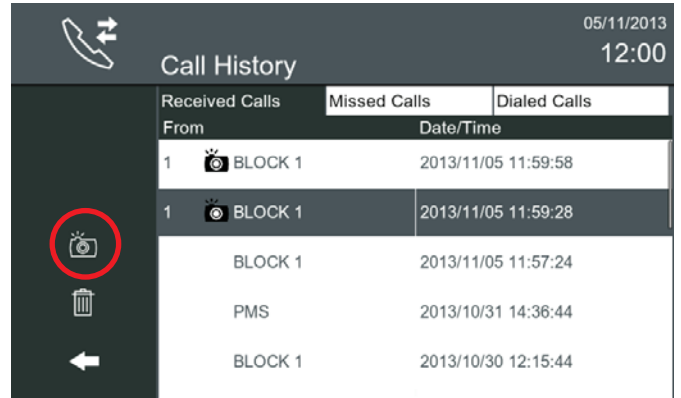 05/11/2013
12:00
Call History
Received Calls Missed Calls Dialed Calls
From Date/Time
1 BLOCK 1 2013/11/05 11:59:58
1 BLOCK 1 2013/11/05 11:59:28
BLOCK 1 2013/11/05 11:57:24
PMS 2013/10/31 14:36:44
BLOCK 1 2013/10/30 12:15:44